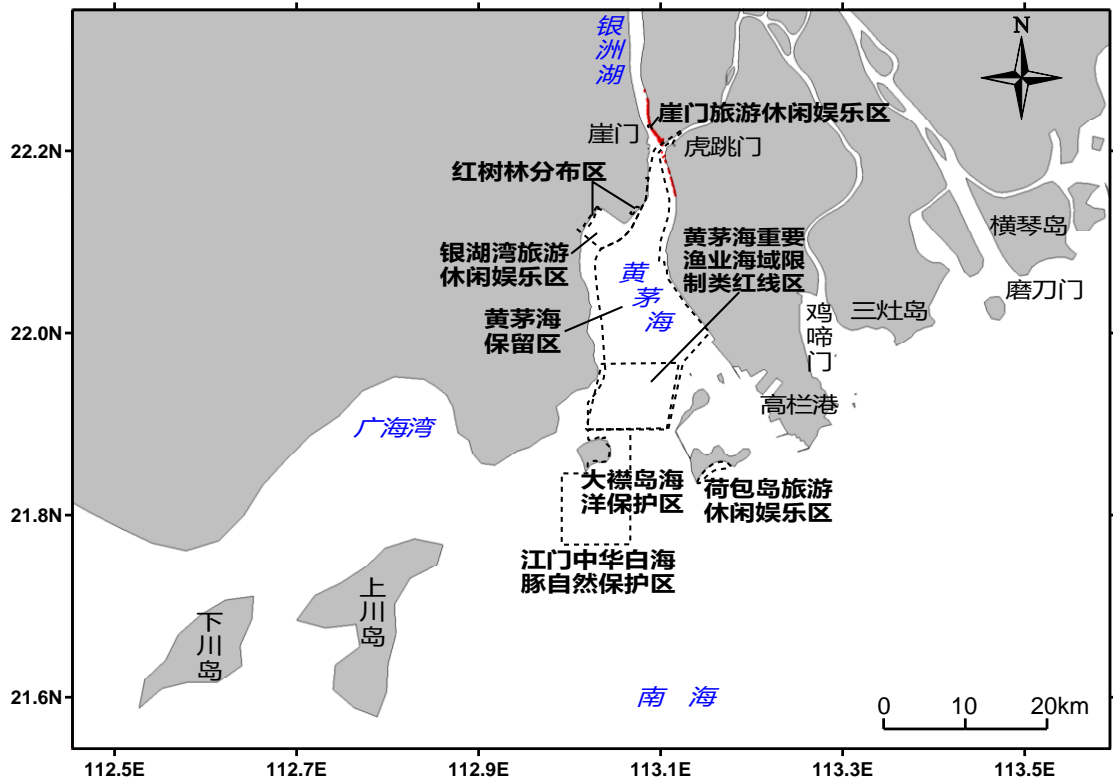 银
洲
湖
N
崖门旅游休闲娱乐区
崖门
虎跳门
22.2N
红树林分布区
横琴岛
黄茅海重要
渔业海域限
制类红线区
银湖湾旅游
休闲娱乐区
黄
茅
海
磨刀门
三灶岛
鸡
啼
门
黄茅海
保留区
22.0N
高栏港
广海湾
大襟岛海
洋保护区
荷包岛旅游
休闲娱乐区
21.8N
江门中华白海
豚自然保护区
上
川
岛
下
川
岛
21.6N
南 海
0 10 20km
112.5E 112.7E 112.9E 113.1E 113.3E 113.5E